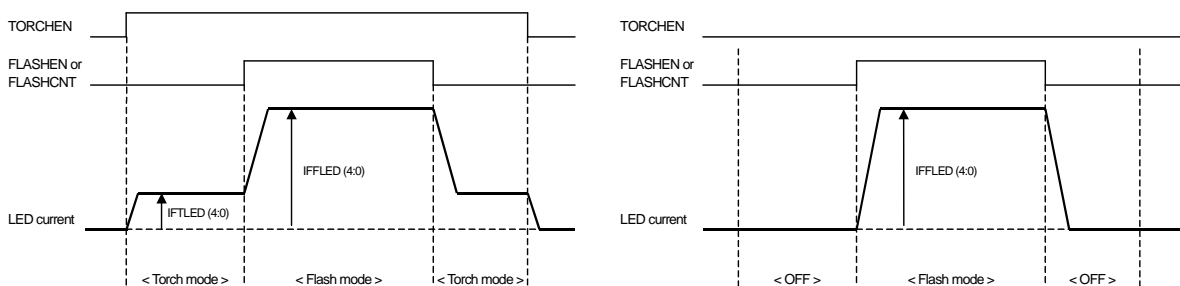 TORCHEN
FLASHEN or
FLASHCNT
IFFLED (4:0)
IFTLED (4:0)
LED current
< Torch mode >
< Flash mode >
< Torch mode >
TORCHEN
FLASHEN or
FLASHCNT
IFFLED (4:0)
LED current
< OFF >
< Flash mode >
< OFF >